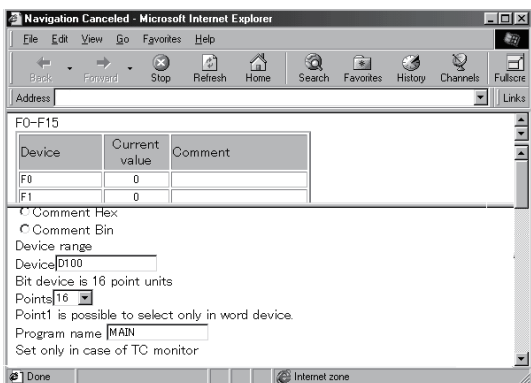 Navigation Canceled - Microsoft Internet Explorer
File Edit View Go Favorites Help
Back Forward Stop Refresh Home Search Favorites History Channels Fullscre
Address Links
F0-F15
Device Current value Comment
F0 0
F1 0
Comment Hex
Comment Bin
Device range
Device D100
Bit device is 16 point units
Points 16
Point1 is possible to select only in word device.
Program name MAIN
Set only in case of TC monitor
Done Internet zone